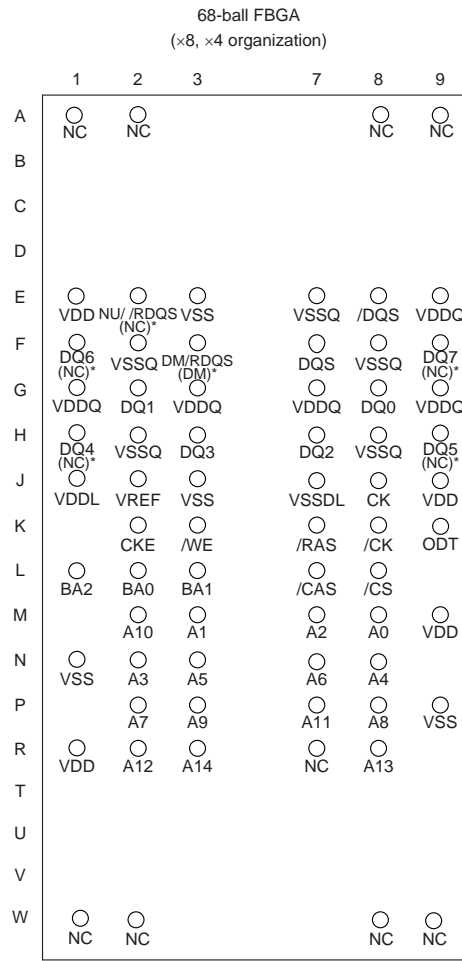 68-ball FBGA
(×8, ×4 organization)
1 2 3 7 8 9
A
NC NC NC NC
B
C
D
E
VDD NU/ /RDQS VSS VSSQ /DQS VDDQ
(NC)*
F
DQ6 VSSQ DM/RDQS DQS VSSQ DQ7
(NC)* (DM)* (NC)*
G
VDDQ DQ1 VDDQ VDDQ DQ0 VDDQ
H
DQ4 VSSQ DQ3 DQ2 VSSQ DQ5
(NC)* (NC)*
J
VDDL VREF VSS VSSDL CK VDD
K
CKE /WE /RAS /CK ODT
L
BA2 BA0 BA1 /CAS /CS
M
A10 A1 A2 A0 VDD
N
VSS A3 A5 A6 A4
P
A7 A9 A11 A8 VSS
R
VDD A12 A14 NC A13
T
U
V
W
NC NC NC NC